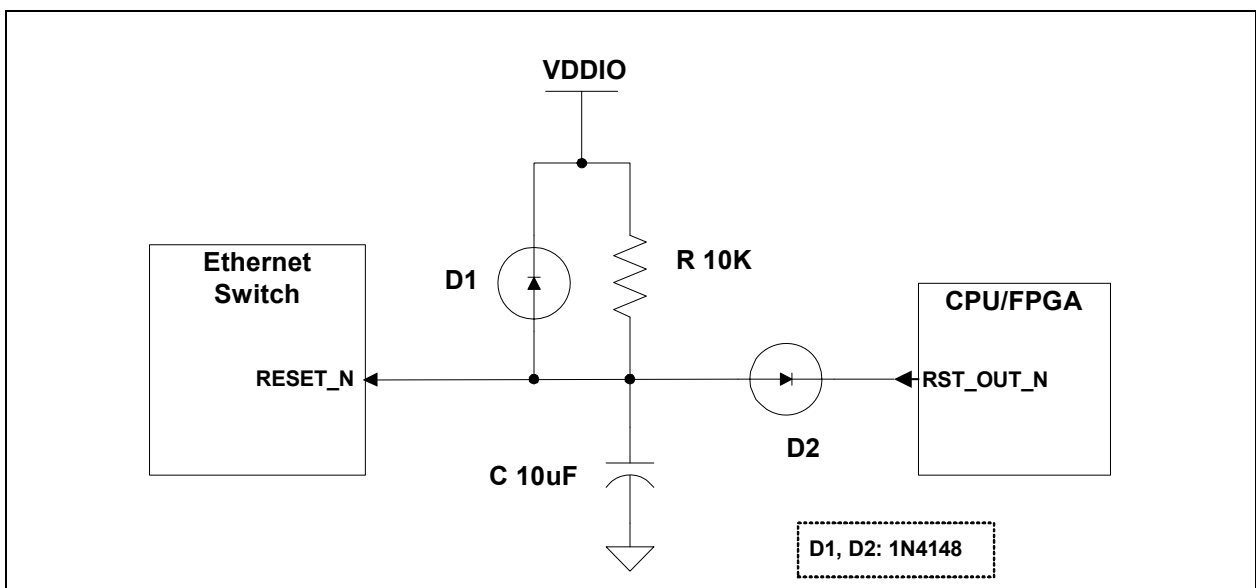 VDDIO
Ethernet
Switch
D1
R 10K
CPU/FPGA
RESET_N
RST_OUT_N
D2
C 10uF
D1, D2: 1N4148